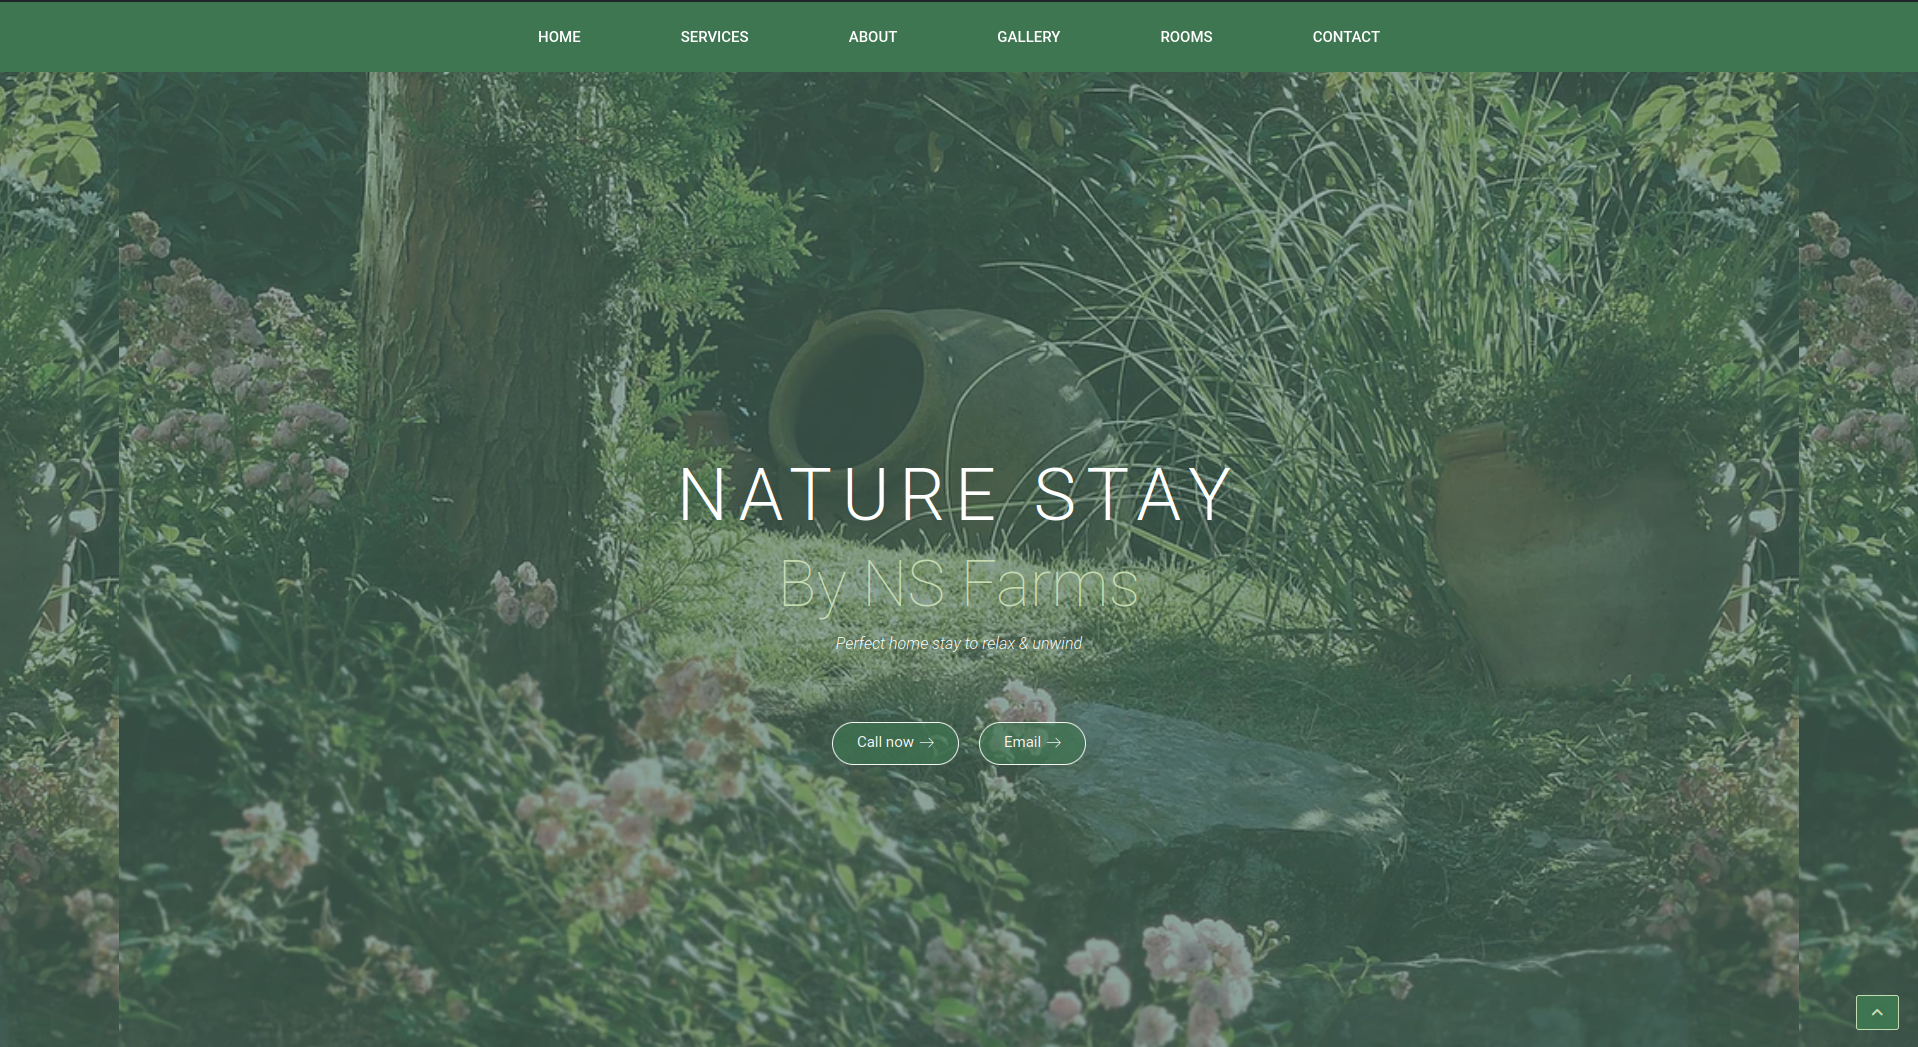 HOME SERVICES ABOUT GALLERY ROOMS CONTACT
NATURE STAY
By NS Farms
Perfect home stay to relax & unwind
Call now → Email →